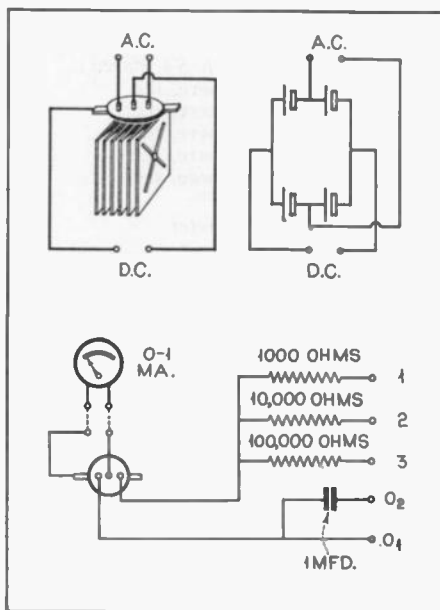 A.C.
A.C.
D.C.
D.C.
0-1
MA.
1000 OHMS
1
10,000 OHMS
2
100,000 OHMS
3
O2
O1
1MFD.